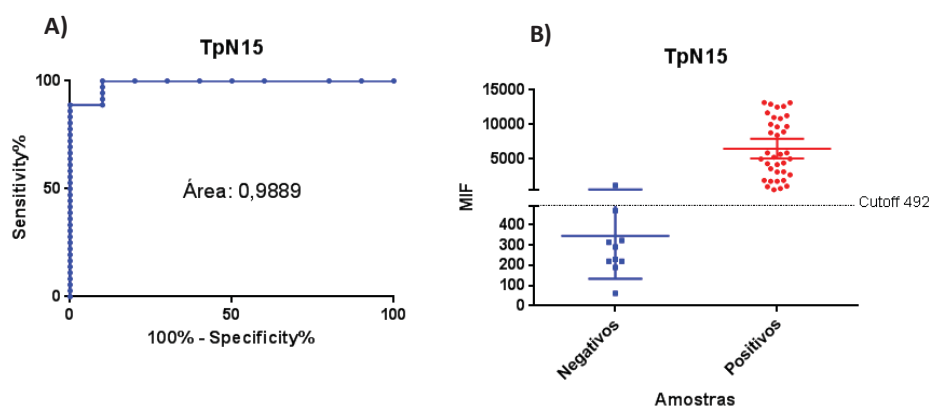 A)
TpN15
100
50
0
Sensitivity%
Área: 0,9889
0
50
100
100% - Specificity%
B)
TpN15
15000
10000
5000
400
300
200
100
0
MIF
Cutoff 492
Negativos
Positivos
Amostras